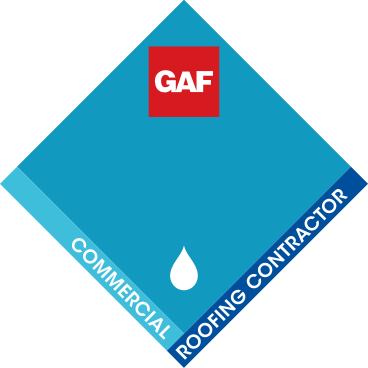 GAF
COMMERCIAL
ROOFING CONTRACTOR